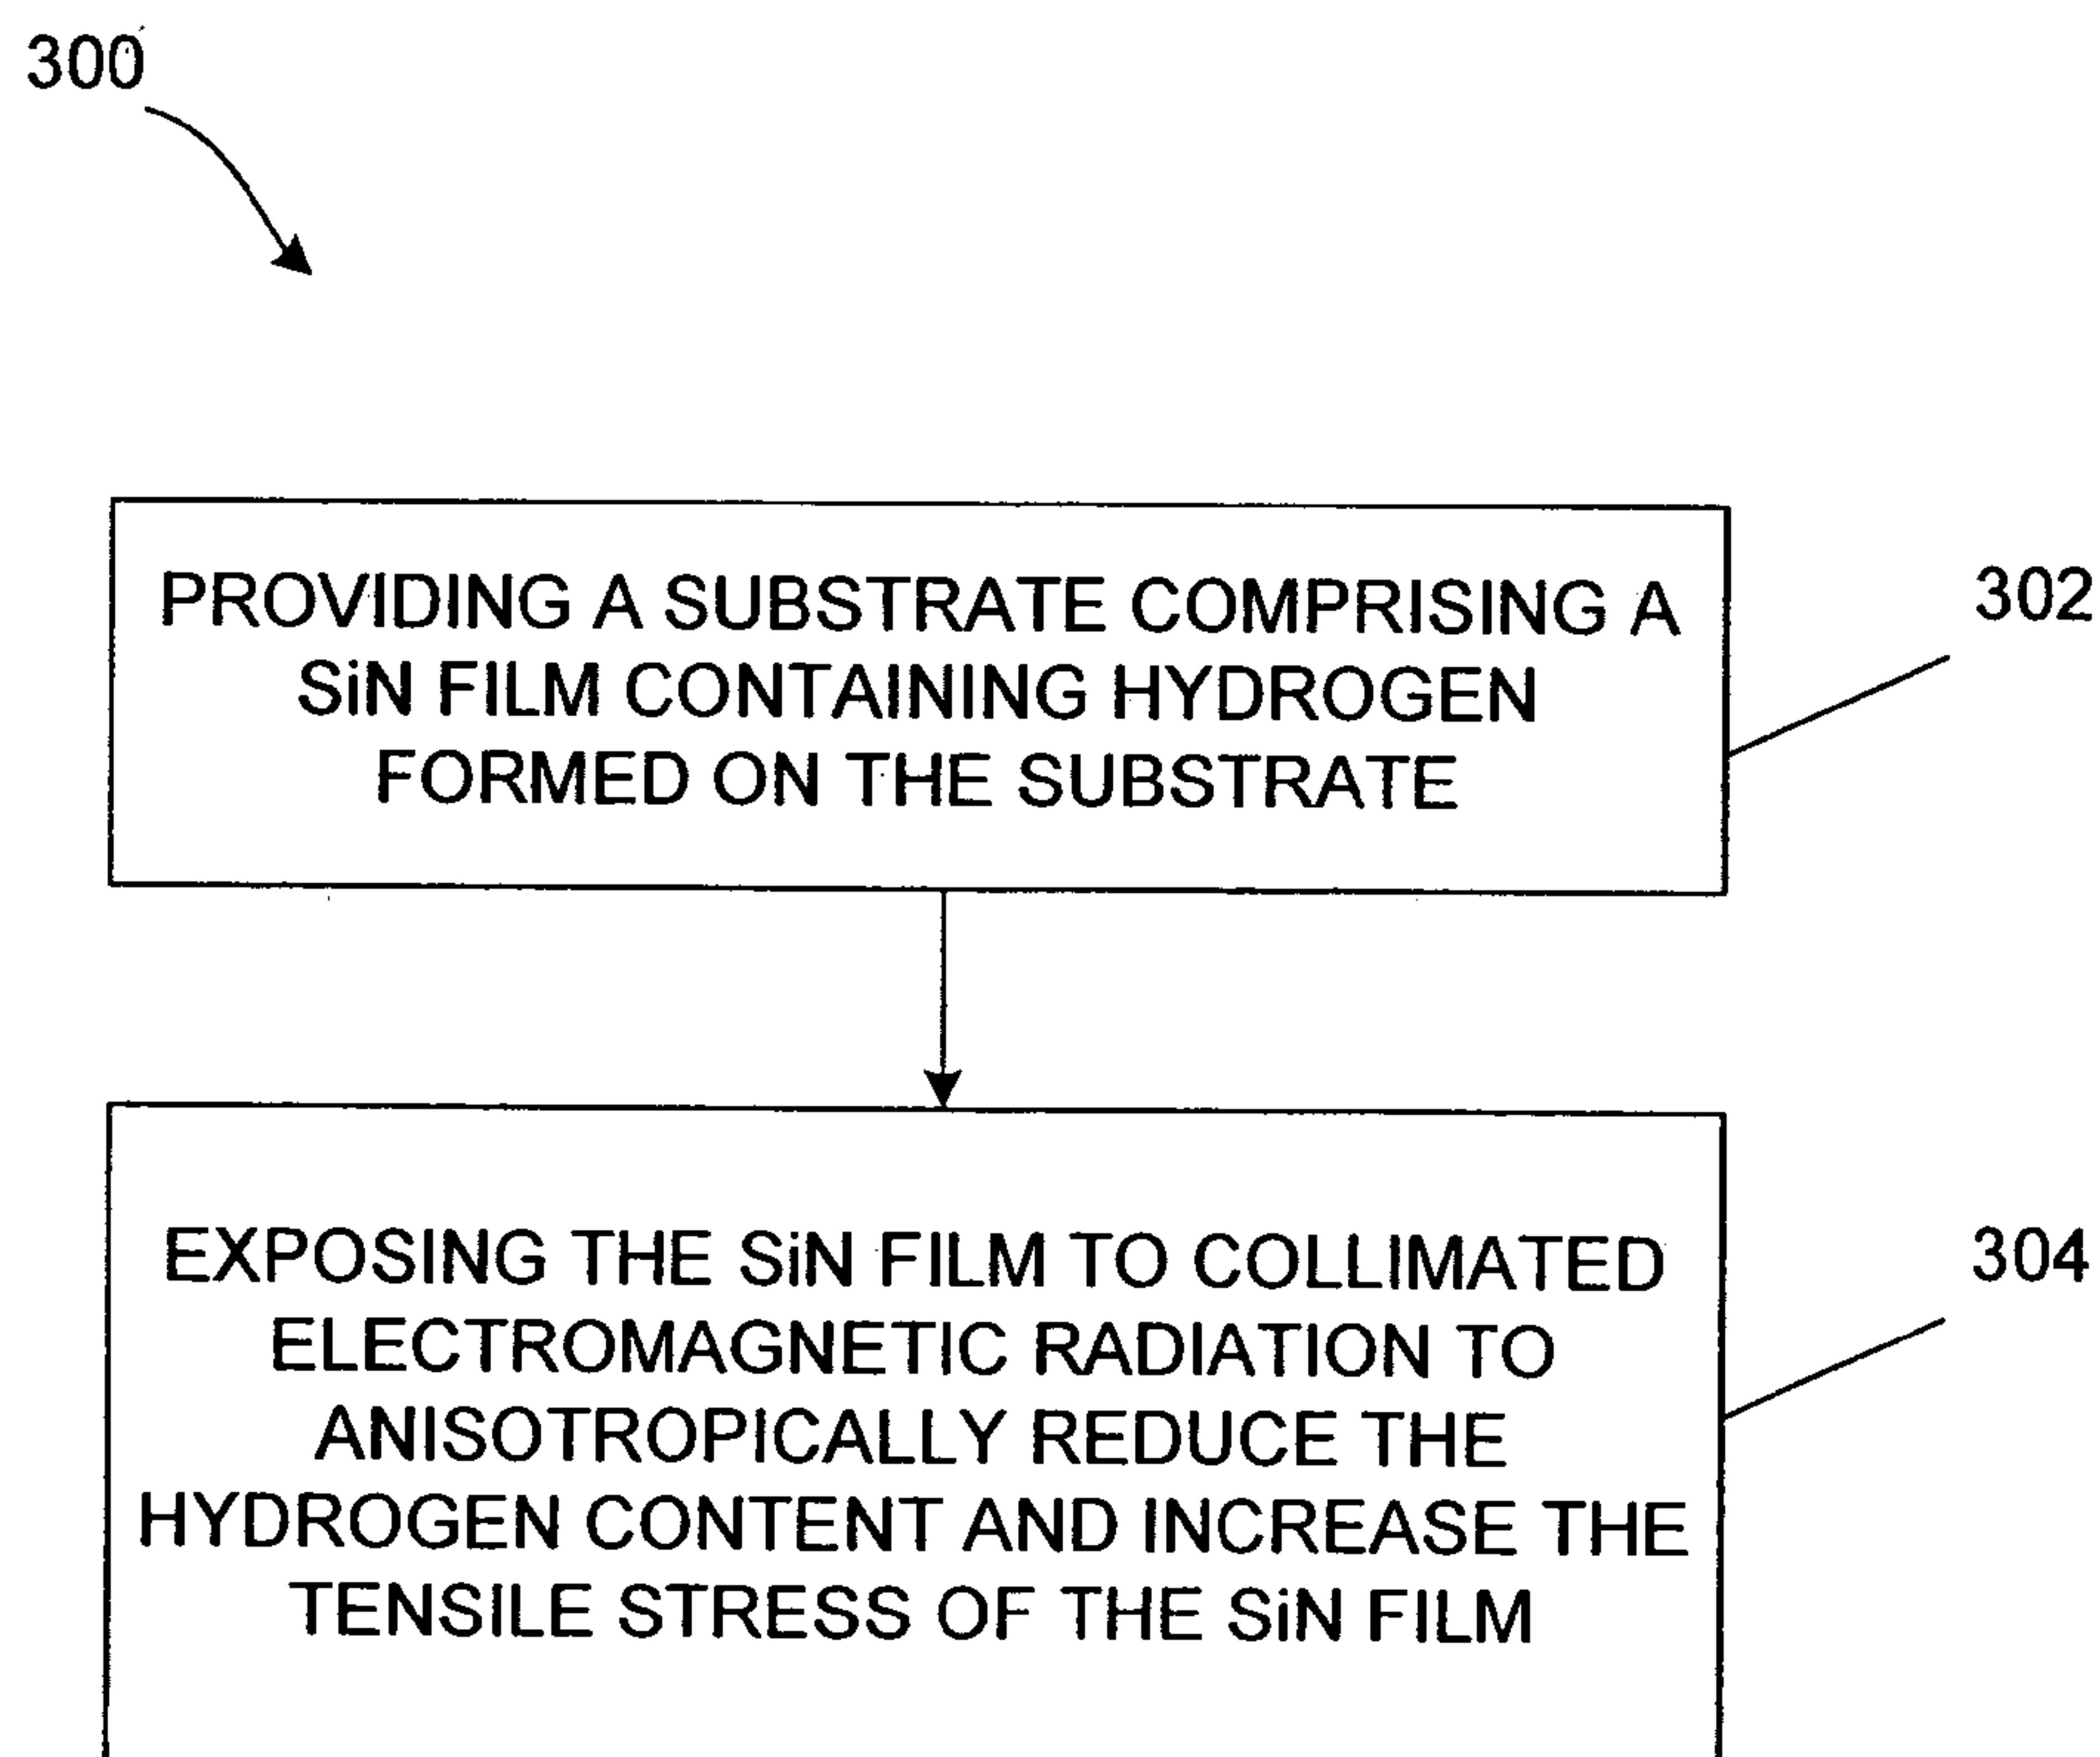 300
PROVIDING A SUBSTRATE COMPRISING A
SiN FILM CONTAINING HYDROGEN
FORMED ON THE SUBSTRATE
302
EXPOSING THE SiN FILM TO COLLIMATED
ELECTROMAGNETIC RADIATION TO
ANISOTROPICALLY REDUCE THE
HYDROGEN CONTENT AND INCREASE THE
TENSILE STRESS OF THE SiN FILM
304